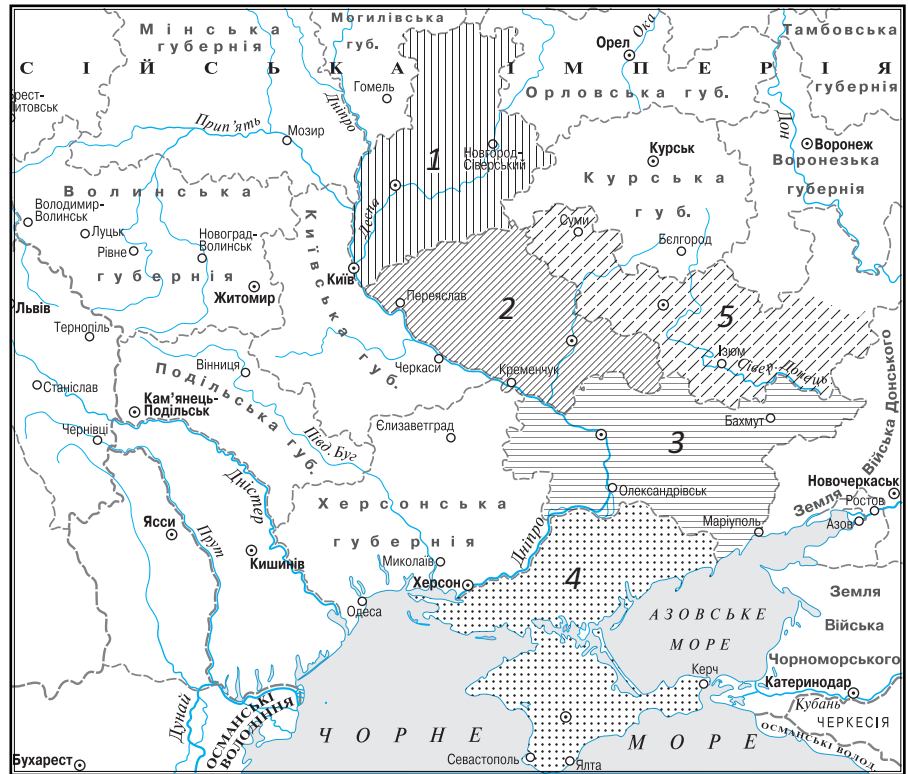 Мінська
губернія
Могилівська
губ.
Тамбовська
губернія
СІЙСЬКА ІМПЕРІЯ
Орел
Ока
Орловська губ.
Гомель
Дніпро
Дон
Прип'ять
Мозир
1
Новгород-
Сіверський
Курськ
Курська
губ.
Воронеж
Воронезька
губернія
Волинська
губернія
Володимир-
Волинськ
Луцьк
Рівне
Новоград-
Волинськ
Житомир
Київська
губ.
Десна
Київ
Суми
Бєлгород
Львів
Тернопіль
Переяслав
2
5
Ізюм
Сівер. Донець
Станіслав
Вінниця
Черкаси
Кременчук
Подільська
губ.
Кам'янець-
Подільськ
Чернівці
Півд. Буг
Єлизаветград
Бахмут
3
Земля Війська Донського
Новочеркаськ
Ростов
Азов
Олександрівськ
Маріуполь
Дністер
Ясси
Прут
Кишинів
Херсонська
губернія
Миколаїв
Дніпро
Херсон
Одеса
4
АЗОВСЬКЕ
МОРЕ
Земля
Війська
Чорноморського
Катеринодар
Керч
Кубань
ЧЕРКЕСІЯ
ОСМАНСЬКІ ВОЛОД.
Дунай
ОСМАНСЬКІ
ВОЛОДІННЯ
ЧОРНЕ МОРЕ
Бухарест
Севастополь
Ялта